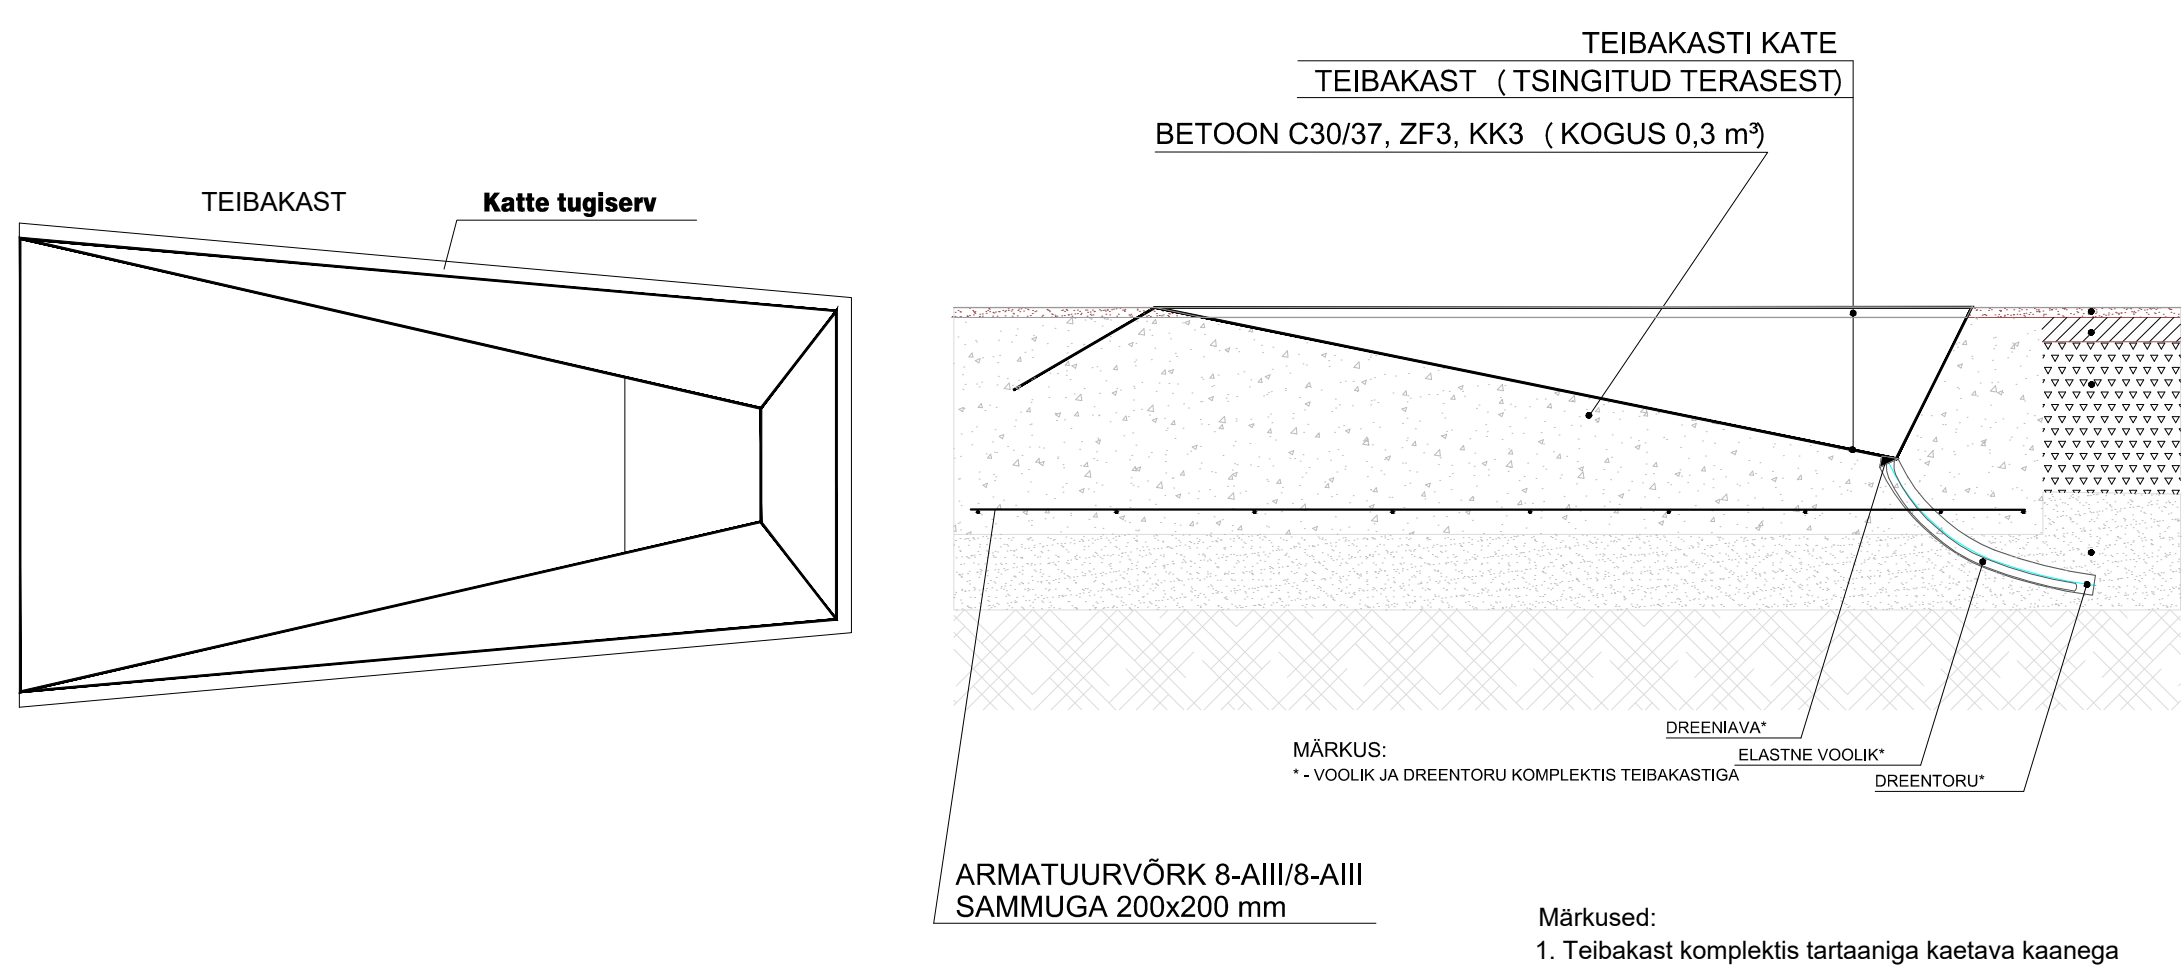 TEIBAKASTI KATE
TEIBAKAST (TSINGITUD TERASEST)
BETOON C30/37, ZF3, KK3 (KOGUS 0,3 m³)
TEIBAKAST
Katte tugiserv
DREENIAVA*
ELASTNE VOOLIK*
DREENTORU*
MÄRKUS:
* - VOOLIK JA DREENTORU KOMPLEKTIS TEIBAKASTIGA
ARMATUURVÕRK 8-AIII/8-AIII
SAMMUGA 200x200 mm
Märkused:
1. Teibakast komplektis tartaaniga kaetava kaanega